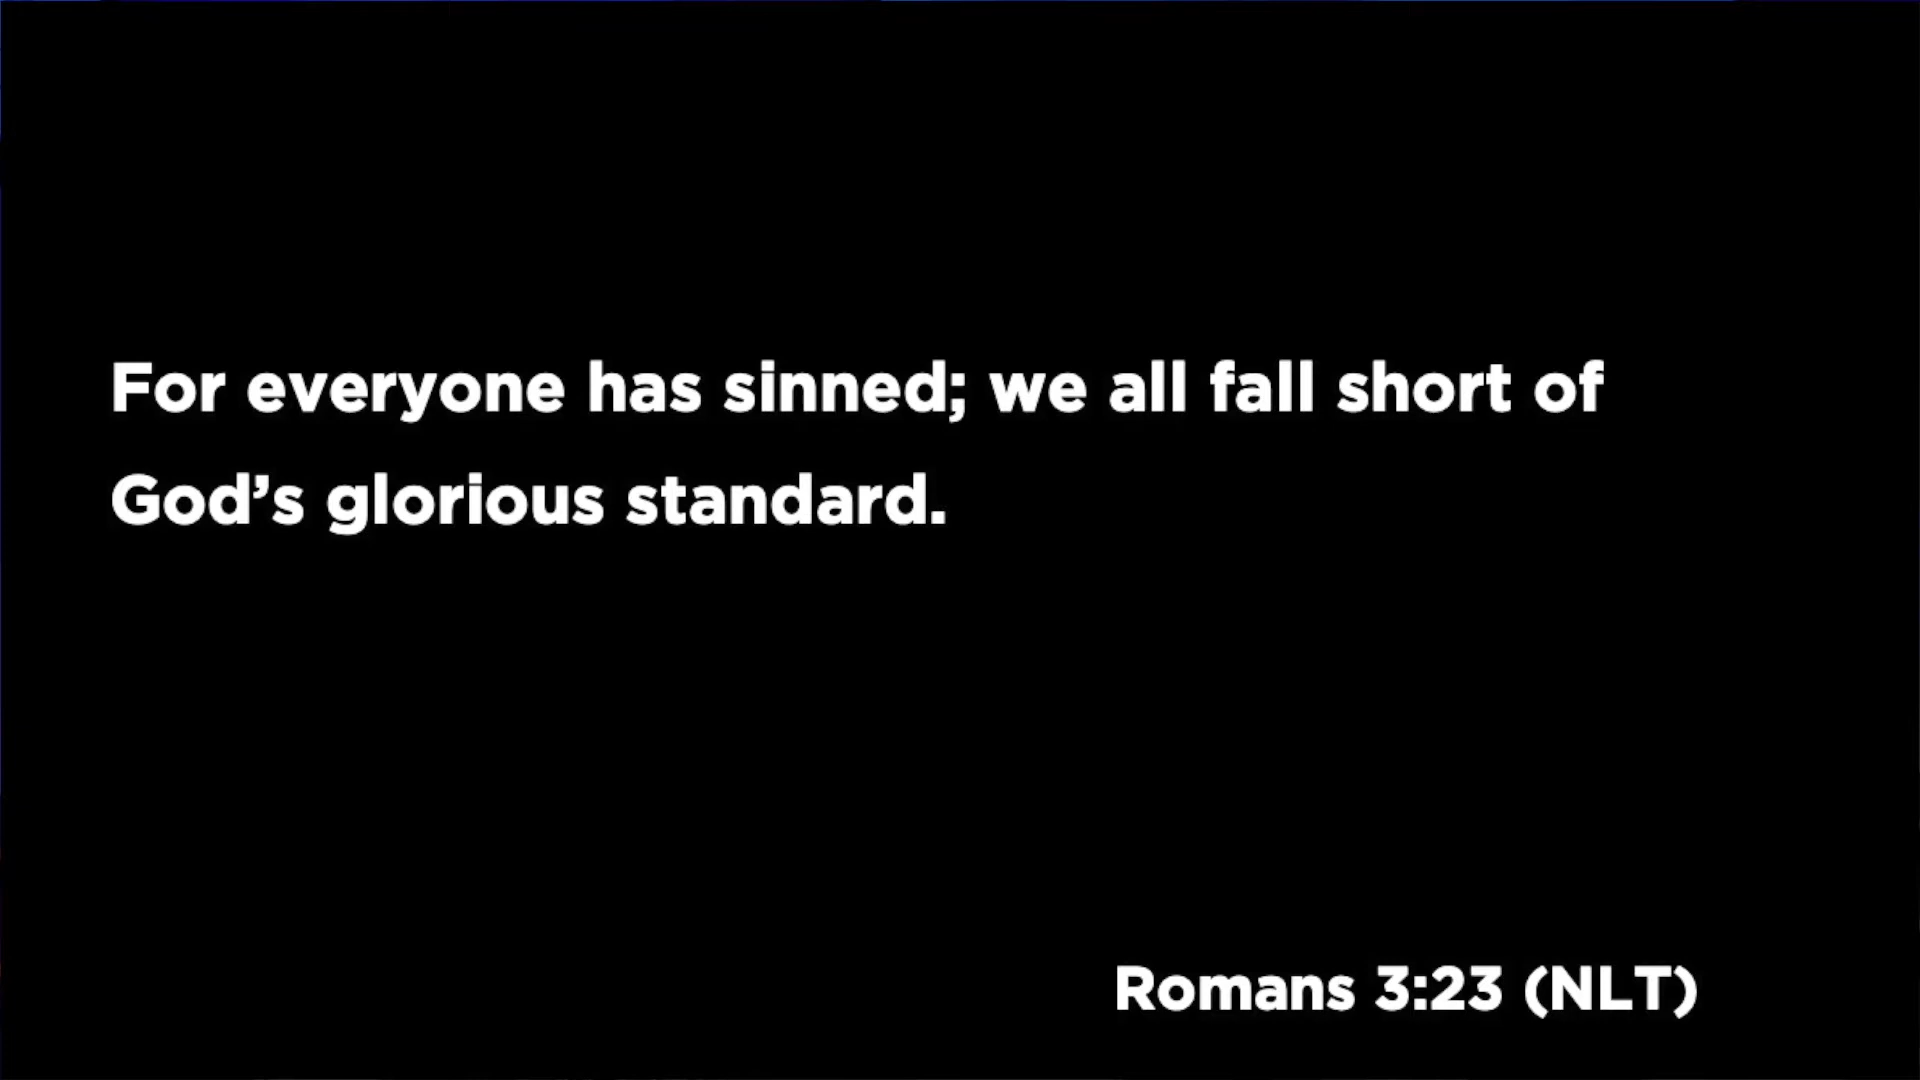 For everyone has sinned; we all fall short of
God’s glorious standard.
Romans 3:23 (NLT)